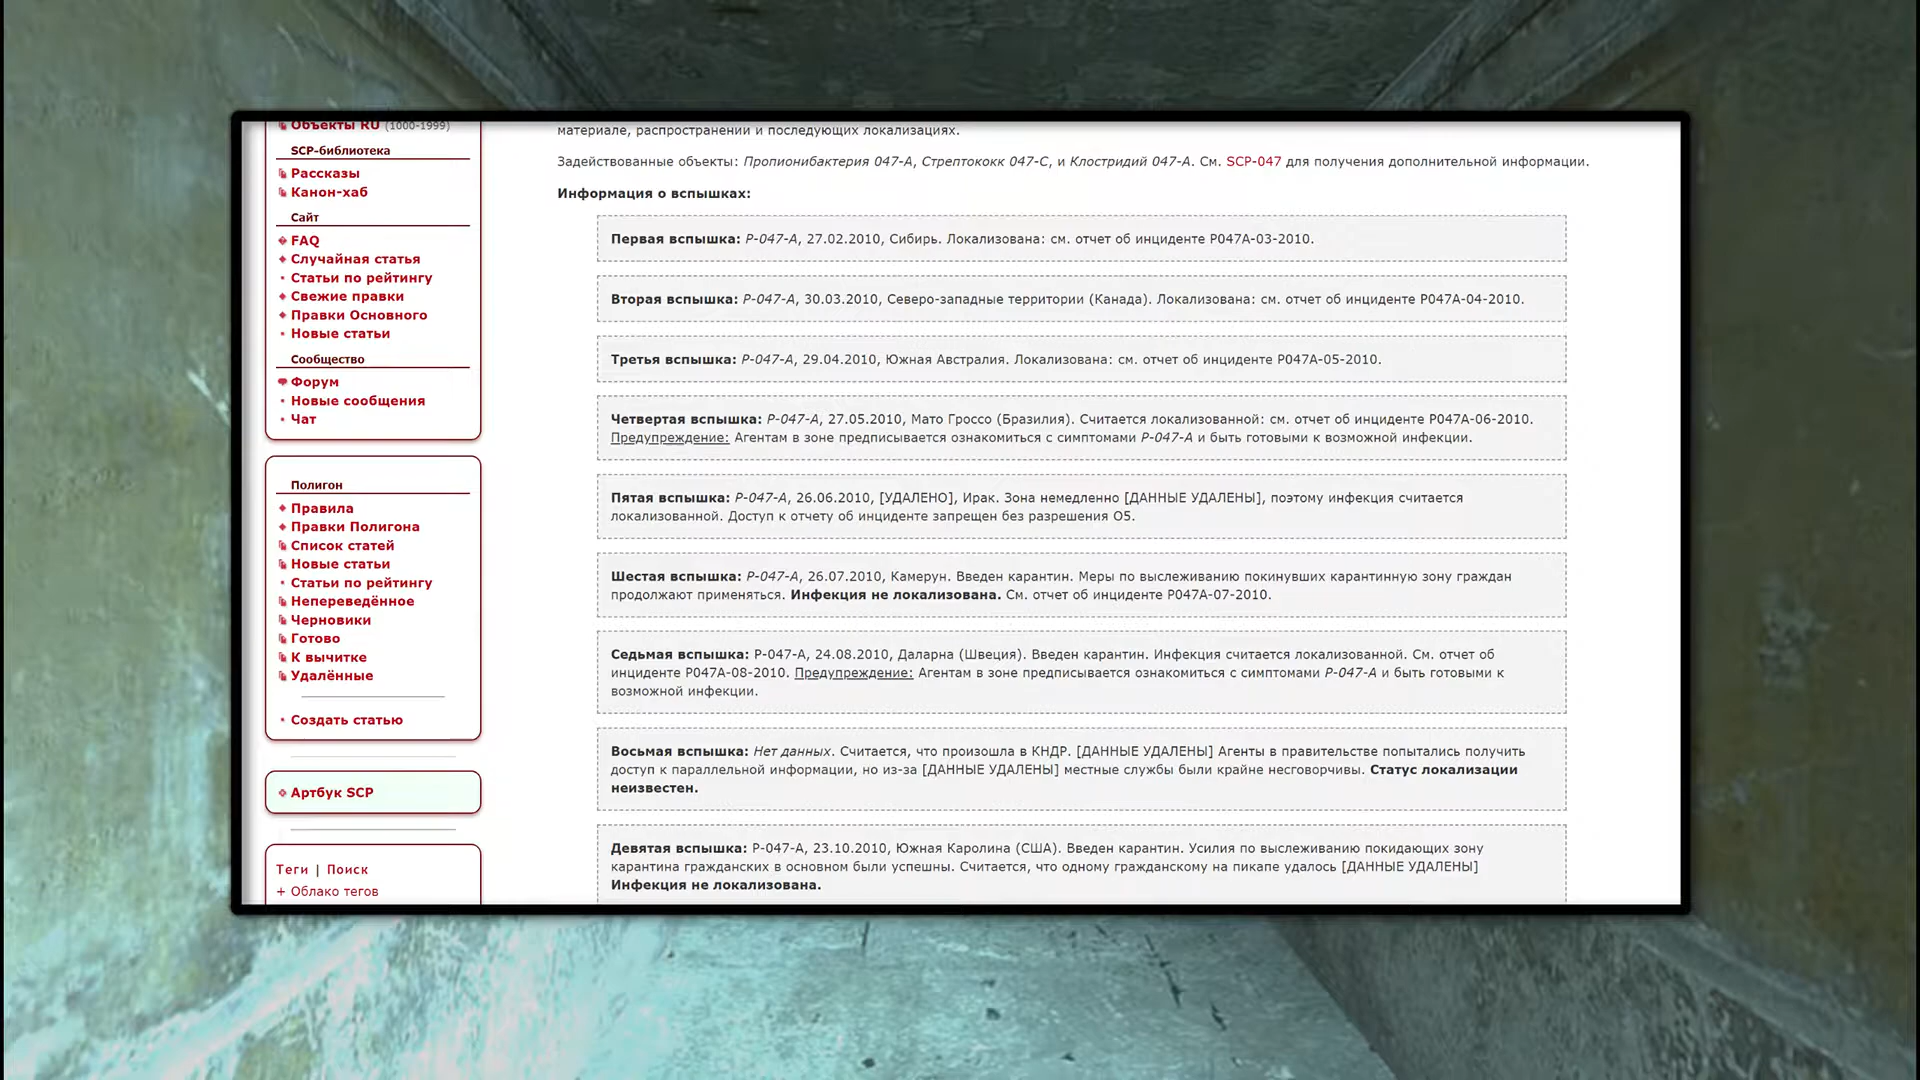 Объекты RU (1000-1999)
SCP-библиотека
Рассказы
Канон-хаб
Сайт
FAQ
Случайная статья
Статьи по рейтингу
Свежие правки
Правки Основного
Новые статьи
Сообщество
Форум
Новые сообщения
Чат
Полигон
Правила
Правки Полигона
Список статей
Новые статьи
Статьи по рейтингу
Непереведённое
Черновики
Готово
К вычитке
Удалённые
Создать статью
Артбук SCP
Теги | Поиск
+ Облако тегов
материале, распространении и последующих локализациях.
Задействованные объекты: Пропионибактерия 047-А, Стрептококк 047-С, и Клостридий 047-А. См. SCP-047 для получения дополнительной информации.
Информация о вспышках:
Первая вспышка: P-047-A, 27.02.2010, Сибирь. Локализована: см. отчет об инциденте P047A-03-2010.
Вторая вспышка: P-047-A, 30.03.2010, Северо-западные территории (Канада). Локализована: см. отчет об инциденте P047A-04-2010.
Третья вспышка: P-047-A, 29.04.2010, Южная Австралия. Локализована: см. отчет об инциденте P047A-05-2010.
Четвертая вспышка: P-047-A, 27.05.2010, Мато Гроссо (Бразилия). Считается локализованной: см. отчет об инциденте P047A-06-2010.
Предупреждение: Агентам в зоне предписывается ознакомиться с симптомами P-047-A и быть готовыми к возможной инфекции.
Пятая вспышка: P-047-A, 26.06.2010, [УДАЛЕНО], Ирак. Зона немедленно [ДАННЫЕ УДАЛЕНЫ], поэтому инфекция считается
локализованной. Доступ к отчету об инциденте запрещен без разрешения О5.
Шестая вспышка: P-047-A, 26.07.2010, Камерун. Введен карантин. Меры по выслеживанию покинувших карантинную зону граждан
продолжают применяться. Инфекция не локализована. См. отчет об инциденте P047A-07-2010.
Седьмая вспышка: P-047-A, 24.08.2010, Даларна (Швеция). Введен карантин. Инфекция считается локализованной. См. отчет об
инциденте P047A-08-2010. Предупреждение: Агентам в зоне предписывается ознакомиться с симптомами P-047-A и быть готовыми к
возможной инфекции.
Восьмая вспышка: Нет данных. Считается, что произошла в КНДР. [ДАННЫЕ УДАЛЕНЫ] Агенты в правительстве попытались получить
доступ к параллельной информации, но из-за [ДАННЫЕ УДАЛЕНЫ] местные службы были крайне несговорчивы. Статус локализации
неизвестен.
Девятая вспышка: P-047-A, 23.10.2010, Южная Каролина (США). Введен карантин. Усилия по выслеживанию покидающих зону
карантина гражданских в основном были успешны. Считается, что одному гражданскому на пикапе удалось [ДАННЫЕ УДАЛЕНЫ]
Инфекция не локализована.